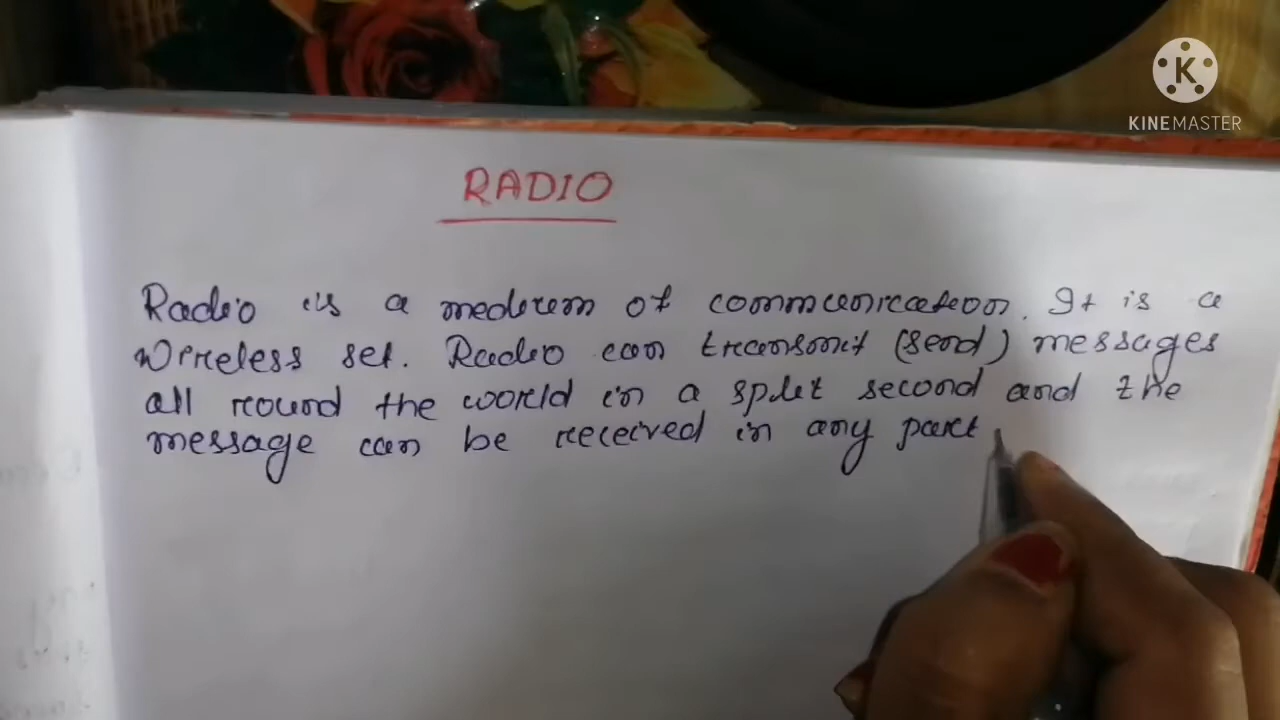 KINEMASTER
RADIO
Radio is a medium of communication. It is a
Wireless set. Radio can transmit (send) messages
all round the world in a split second and the
message can be received in any part